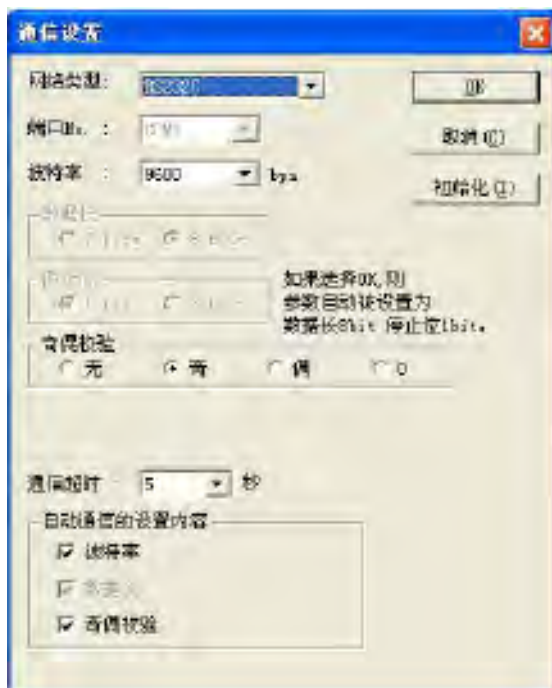 通信设置
网络类型:
OK
端口No. :
取消(C)
波特率 : 9600 bps
初始化(I)
如果选择OK,则
参数自动被设置为
数据长8bit 停止位1bit。
奇偶校验
无 奇 偶 0
通信超时 : 5 秒
自动通信的设置内容
波特率
奇偶校验